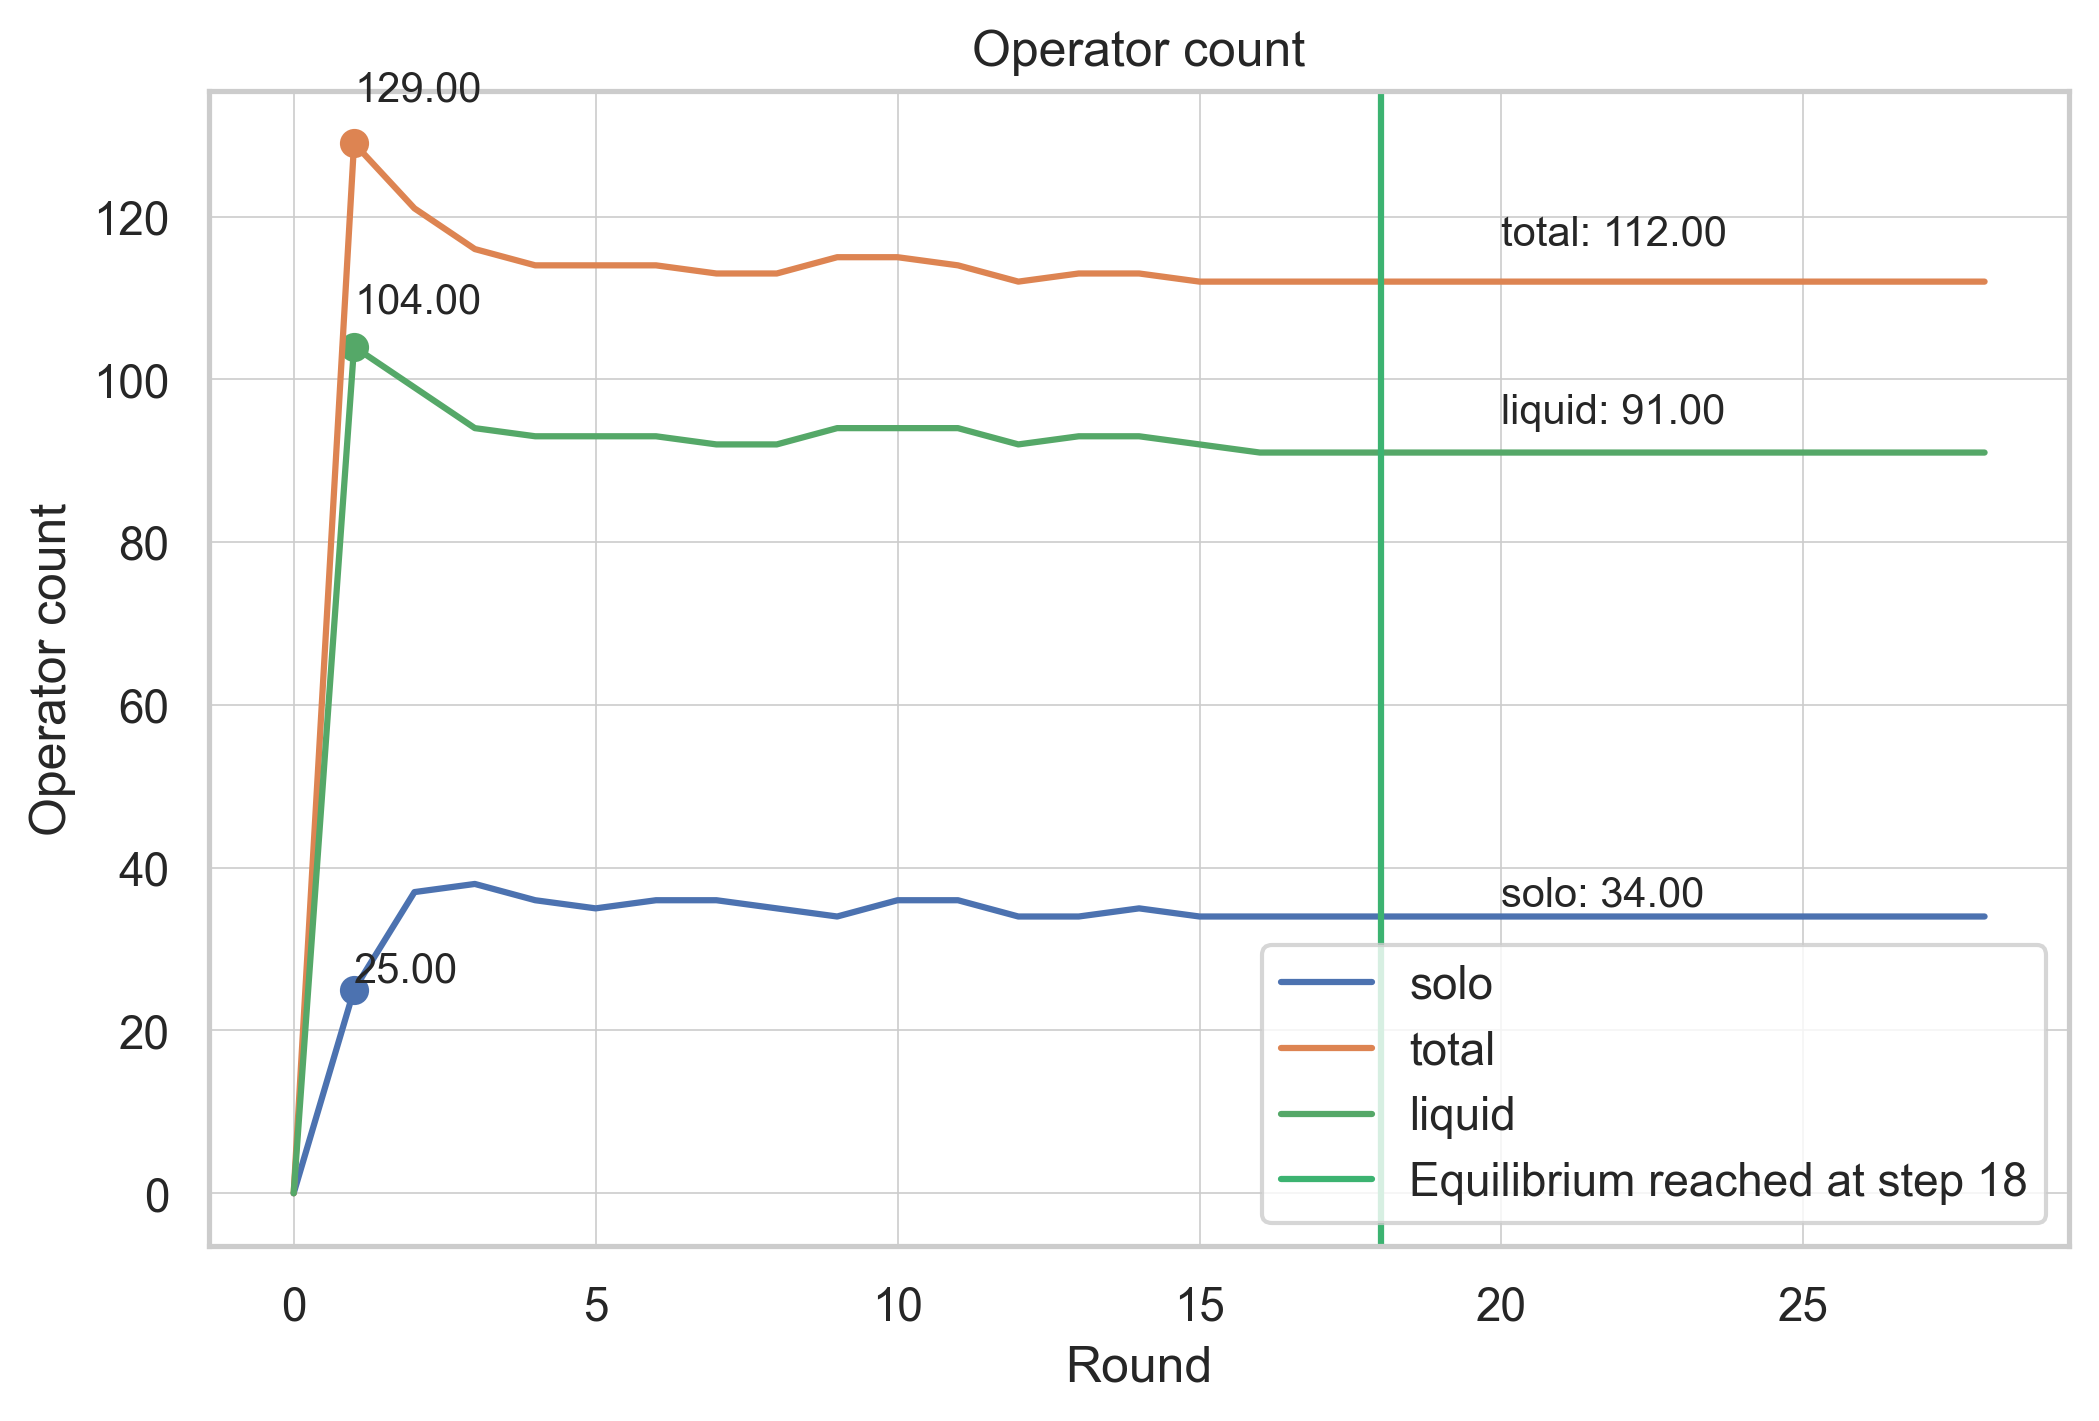 Operator count
129.00
120
total: 112.00
104.00
100
liquid: 91.00
80
Operator count
60
40
solo: 34.00
25.00
solo
20
total
liquid
0
Equilibrium reached at step 18
0
5
10
15
20
25
Round